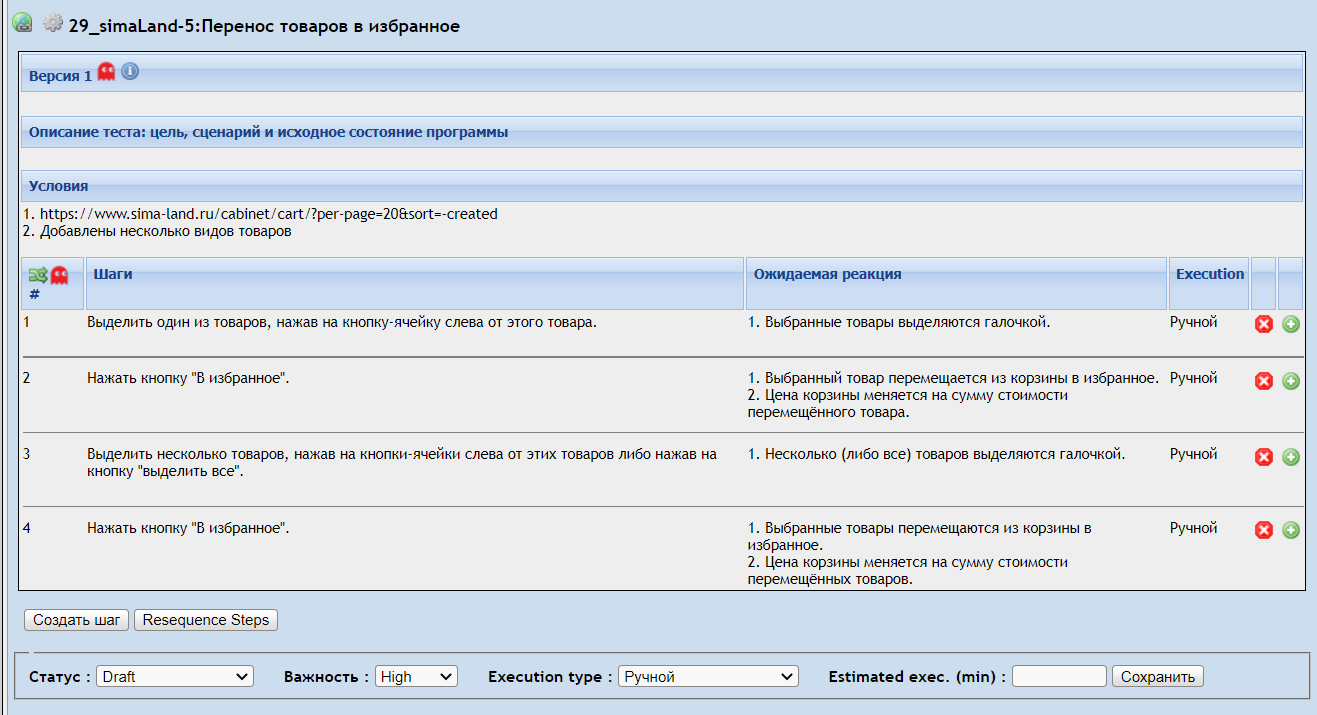 29_simaLand-5:Перенос товаров в избранное
Версия 1
Описание теста: цель, сценарий и исходное состояние программы
Условия
1. https://www.sima-land.ru/cabinet/cart/?per-page=20&sort=-created
2. Добавлены несколько видов товаров
# Шаги Ожидаемая реакция Execution
1 Выделить один из товаров, нажав на кнопку-ячейку слева от этого товара. 1. Выбранные товары выделяются галочкой. Ручной
2 Нажать кнопку "В избранное". 1. Выбранный товар перемещается из корзины в избранное. Ручной
2. Цена корзины меняется на сумму стоимости
перемещённого товара.
3 Выделить несколько товаров, нажав на кнопки-ячейки слева от этих товаров либо нажав на 1. Несколько (либо все) товаров выделяются галочкой. Ручной
кнопку "выделить все".
4 Нажать кнопку "В избранное". 1. Выбранные товары перемещаются из корзины в Ручной
избранное.
2. Цена корзины меняется на сумму стоимости
перемещённых товаров.
Создать шаг Resequence Steps
Статус : Draft Важность : High Execution type : Ручной Estimated exec. (min) : Сохранить